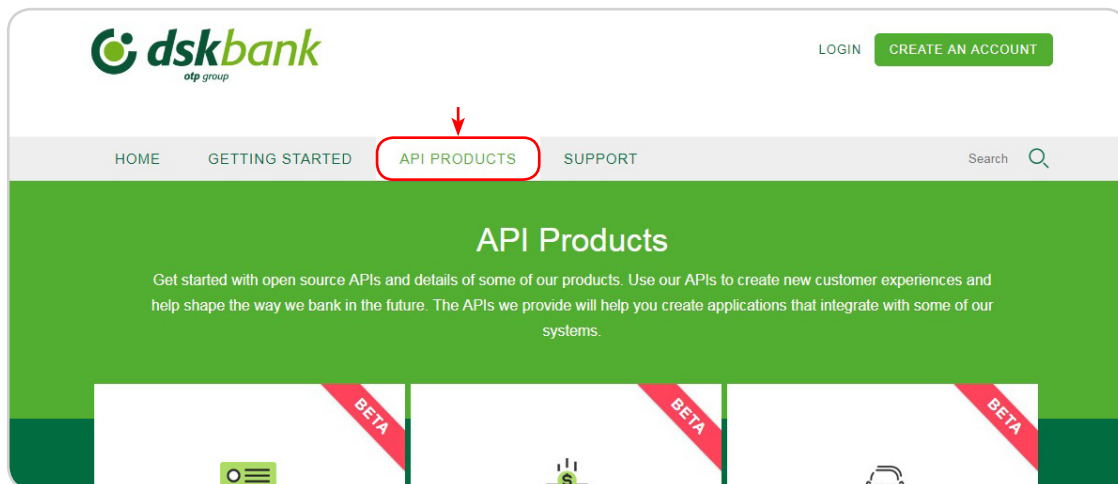 dskbank
otp group
LOGIN CREATE AN ACCOUNT
HOME GETTING STARTED API PRODUCTS SUPPORT Search
API Products
Get started with open source APIs and details of some of our products. Use our APIs to create new customer experiences and
help shape the way we bank in the future. The APIs we provide will help you create applications that integrate with some of our
systems.
BETA BETA BETA
$